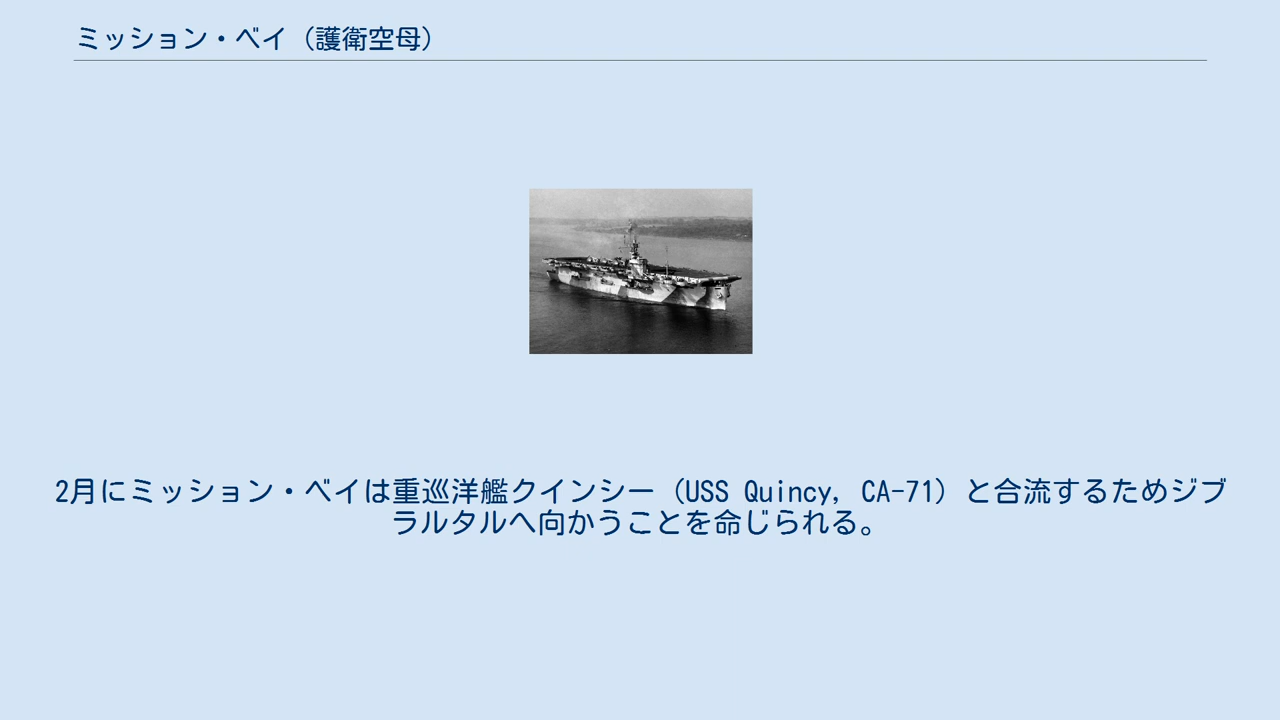 ミッション・ベイ（護衛空母）
2月にミッション・ベイは重巡洋艦クインシー（USS Quincy, CA-71）と合流するためジブ
ラルタルへ向かうことを命じられる。